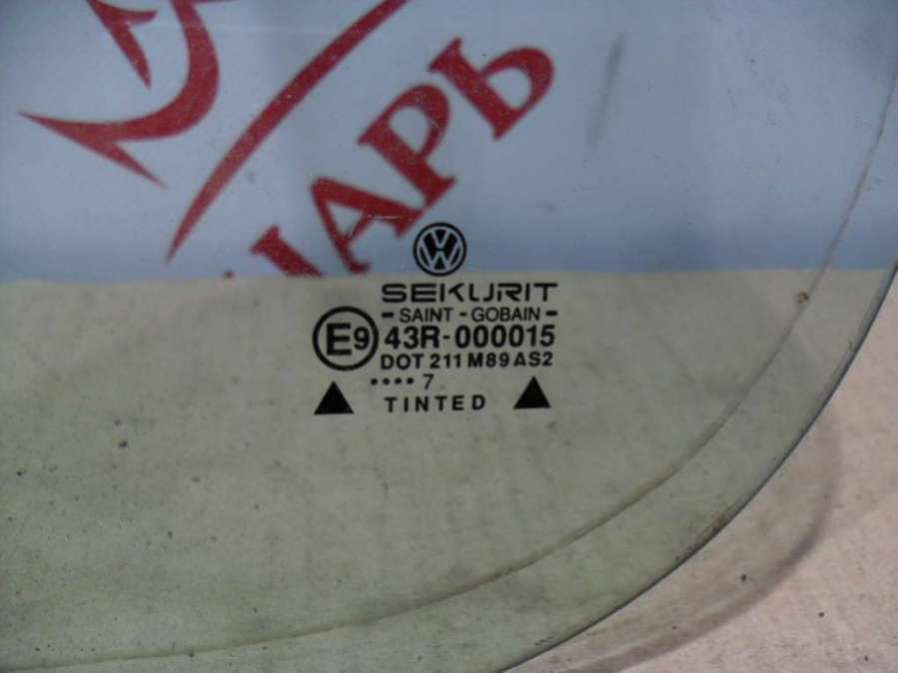 ЦАРЬ
SEKURIT
- SAINT - GOBAIN -
E9 43R-000015
DOT 211 M89 AS2
•••• 7
TINTED